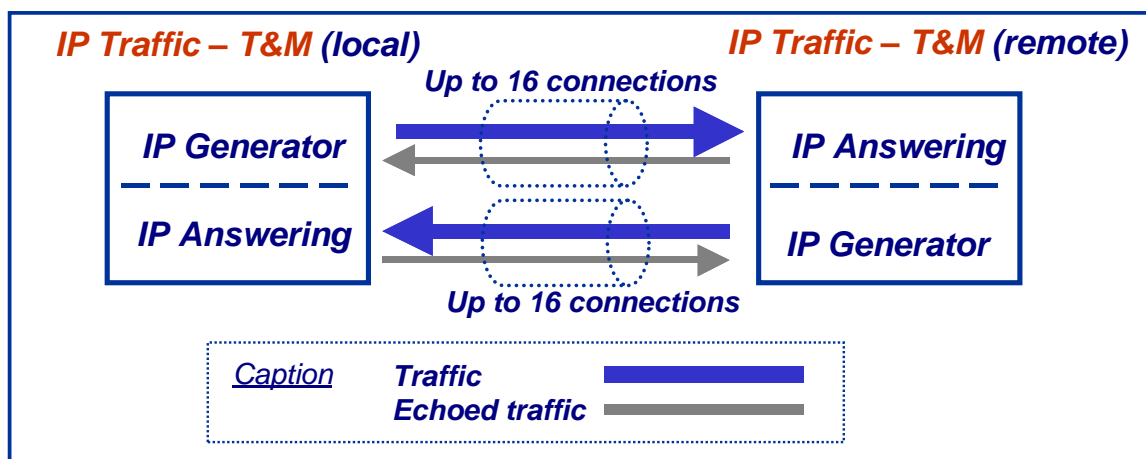 IP Traffic – T&M (local)
IP Traffic – T&M (remote)
Up to 16 connections
IP Generator
IP Answering
IP Answering
IP Generator
Up to 16 connections
Caption
Traffic
Echoed traffic